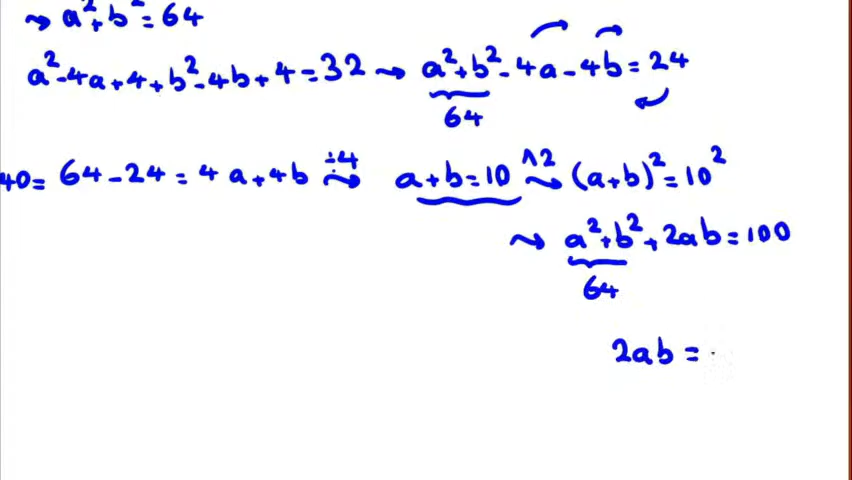 ⤳ a²+b²=64
a²-4a+4+b²-4b+4=32 ⤳ a²+b²-4a-4b=24
64
40= 64-24=4a+4b ÷4⤳ a+b=10 ^2⤳ (a+b)²=10²
⤳ a²+b²+2ab=100
64
2ab=